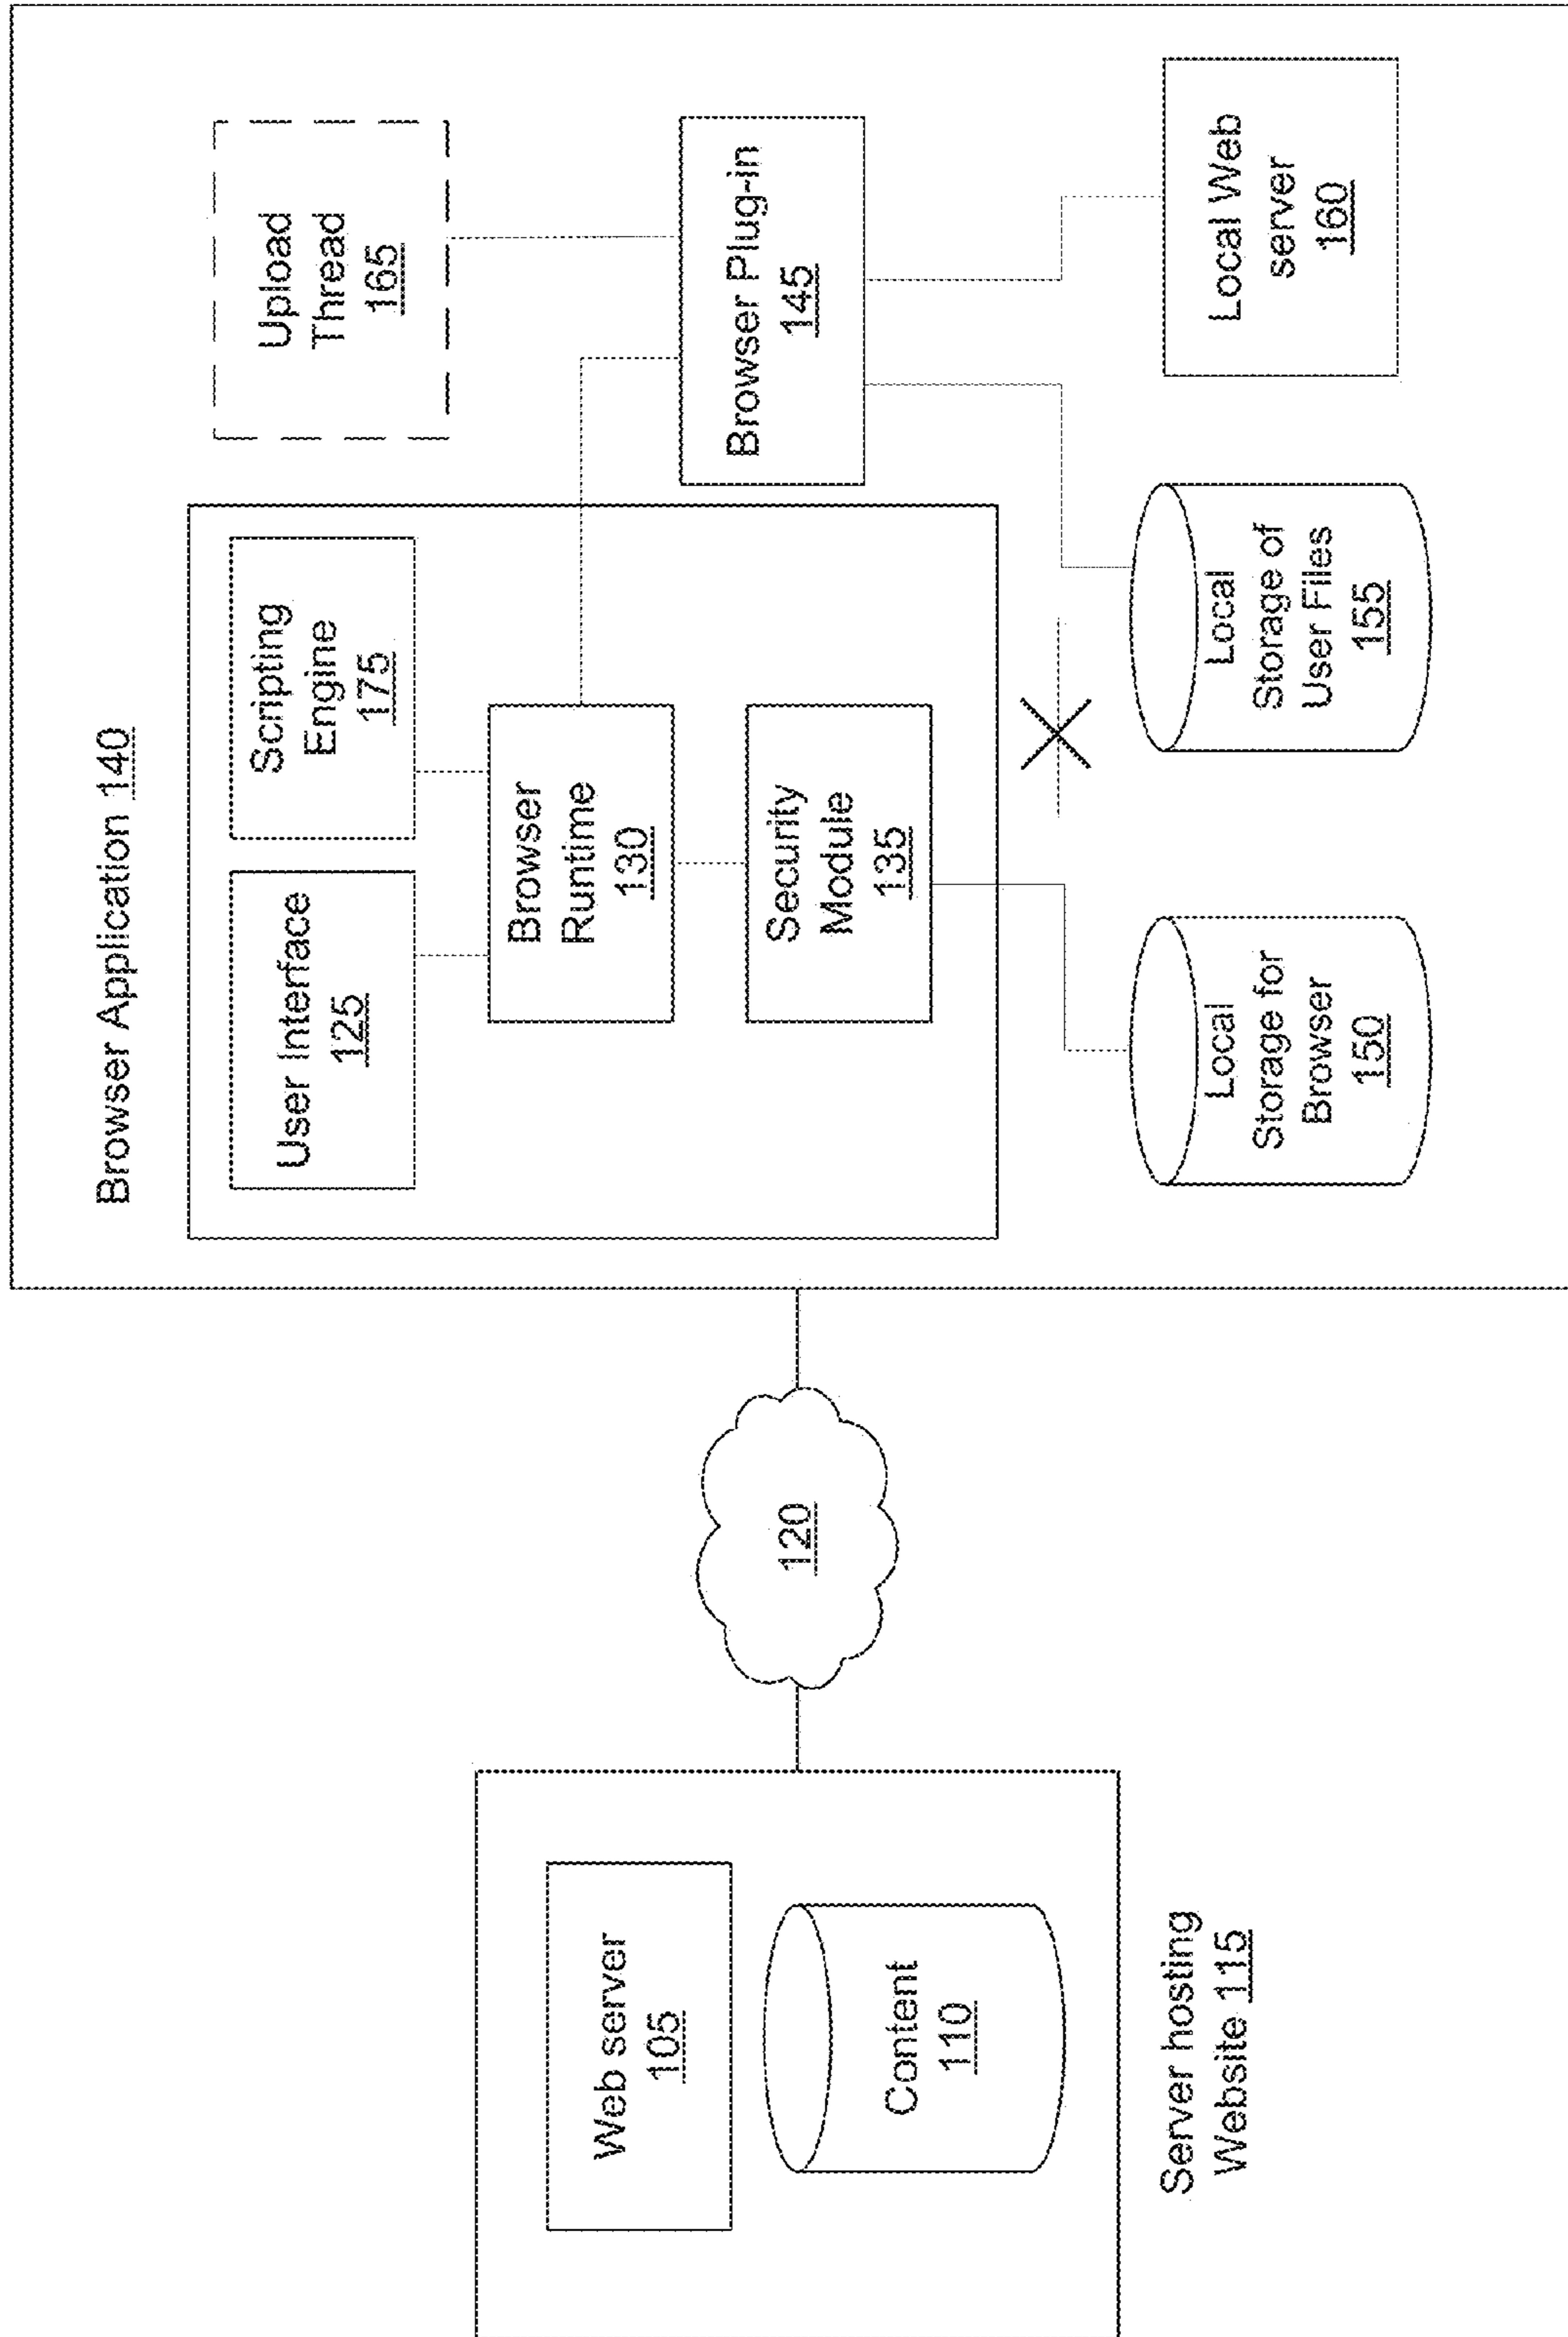 Browser Application 140
User Interface
125
Scripting
Engine
175
Upload
Thread
165
Browser
Runtime
130
Browser Plug-in
145
Security
Module
135
Local
Storage for
Browser
150
Local
Storage of
User Files
155
Local Web
server
160
120
Web server
105
Content
110
Server hosting
Website 115